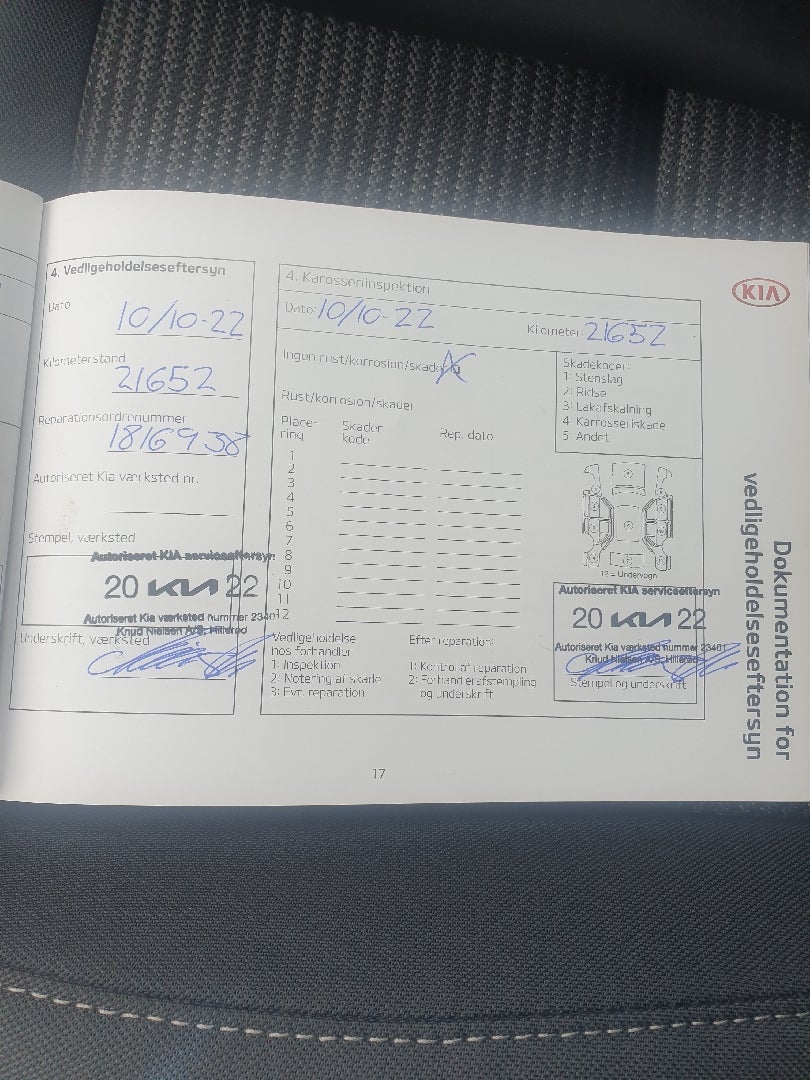 4. Vedligeholdelseseftersyn
Dato
10/10-22
Kilometerstand
21652
Reparationsordrenummer
1816938
Autoriseret Kia værksted nr.
Stempel, værksted
Autoriseret KIA serviceeftersyn
20 KIA 22
Autoriseret Kia værksted nummer 23401
Knud Nielsen A/S, Hillerød
Underskrift, værksted
4. Karosseriinspektion
Dato: 10/10-22
Kilometer: 21652
Ingen rust/korrosion/skader X
Rust/korrosion/skader
Place-
ring
Skades
kode
Rep. dato
1
2
3
4
5
6
7
8
9
10
11
12
Skadekoder:
1: Stenslag
2: Ridse
3: Lakafskalning
4: Karrosseriskade
5: Andet
12 = Undervogn
Vedligeholdelse
hos forhandler
1: Inspektion
2: Notering af skade
3: Evt. reparation
Efter reparation:
1: Kontrol af reparation
2: Forhandlerafstempling
og underskrift
Autoriseret KIA serviceeftersyn
20 KIA 22
Autoriseret Kia værksted nummer 23401
Knud Nielsen A/S, Hillerød
Stempel og underskrift
KIA
Dokumentation for
vedligeholdelseseftersyn
17